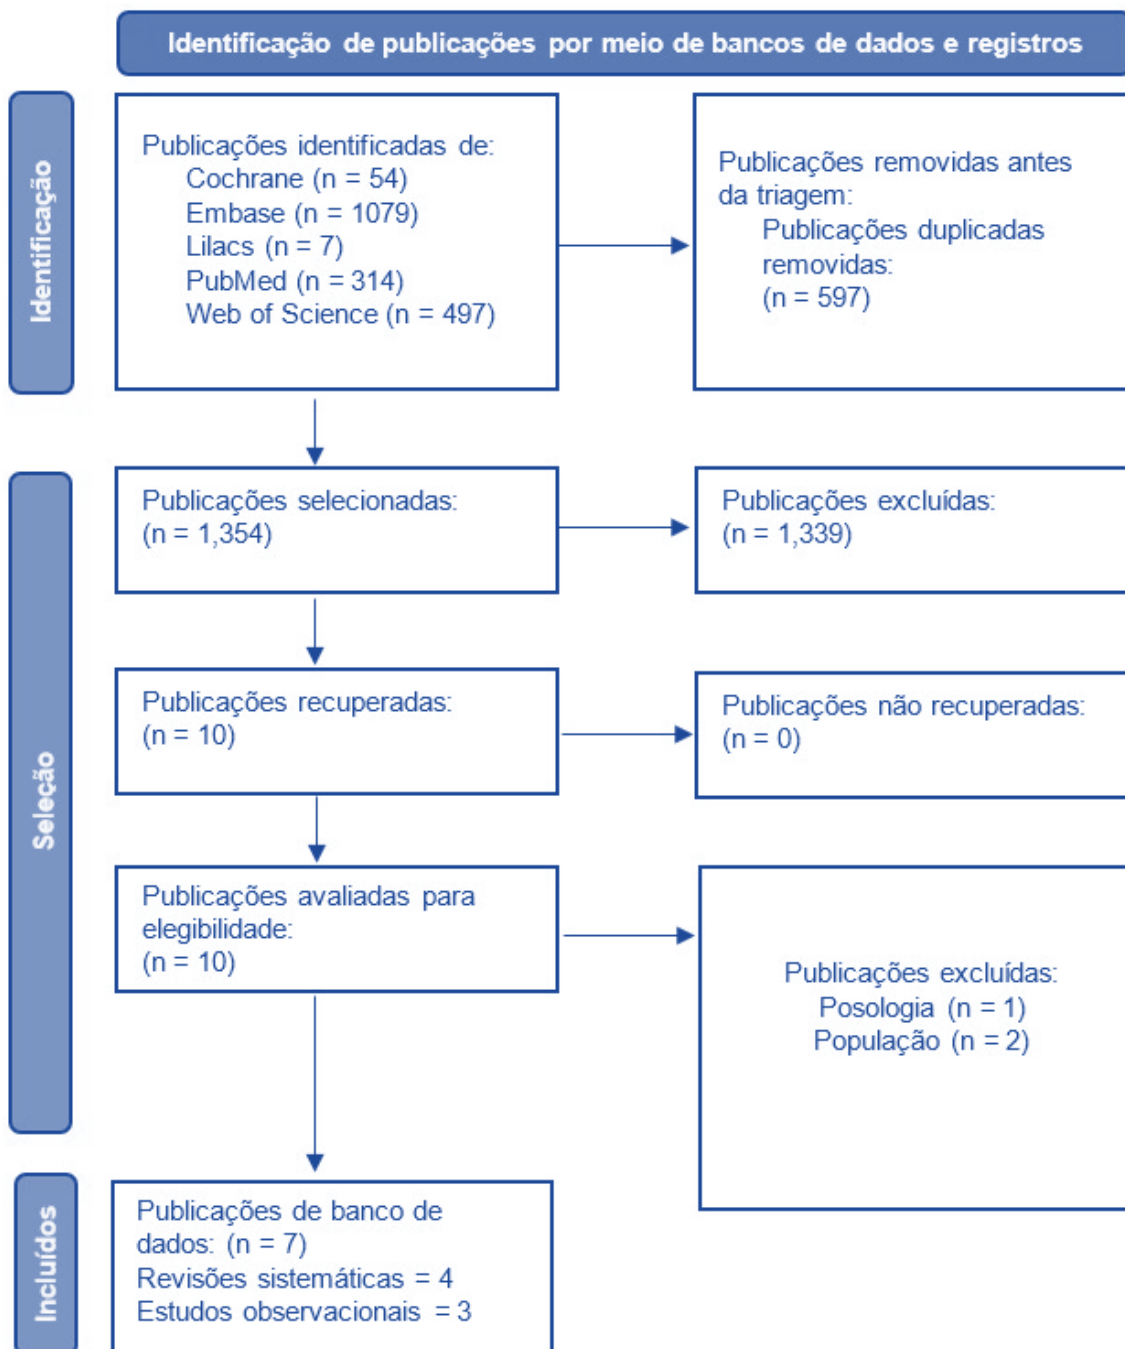 Identificação de publicações por meio de bancos de dados e registros
Identificação
Publicações identificadas de:
Cochrane (n = 54)
Embase (n = 1079)
Lilacs (n = 7)
PubMed (n = 314)
Web of Science (n = 497)
Publicações removidas antes
da triagem:
Publicações duplicadas
removidas:
(n = 597)
Seleção
Publicações selecionadas:
(n = 1,354)
Publicações excluídas:
(n = 1,339)
Publicações recuperadas:
(n = 10)
Publicações não recuperadas:
(n = 0)
Publicações avaliadas para
elegibilidade:
(n = 10)
Publicações excluídas:
Posologia (n = 1)
População (n = 2)
Incluídos
Publicações de banco de
dados: (n = 7)
Revisões sistemáticas = 4
Estudos observacionais = 3